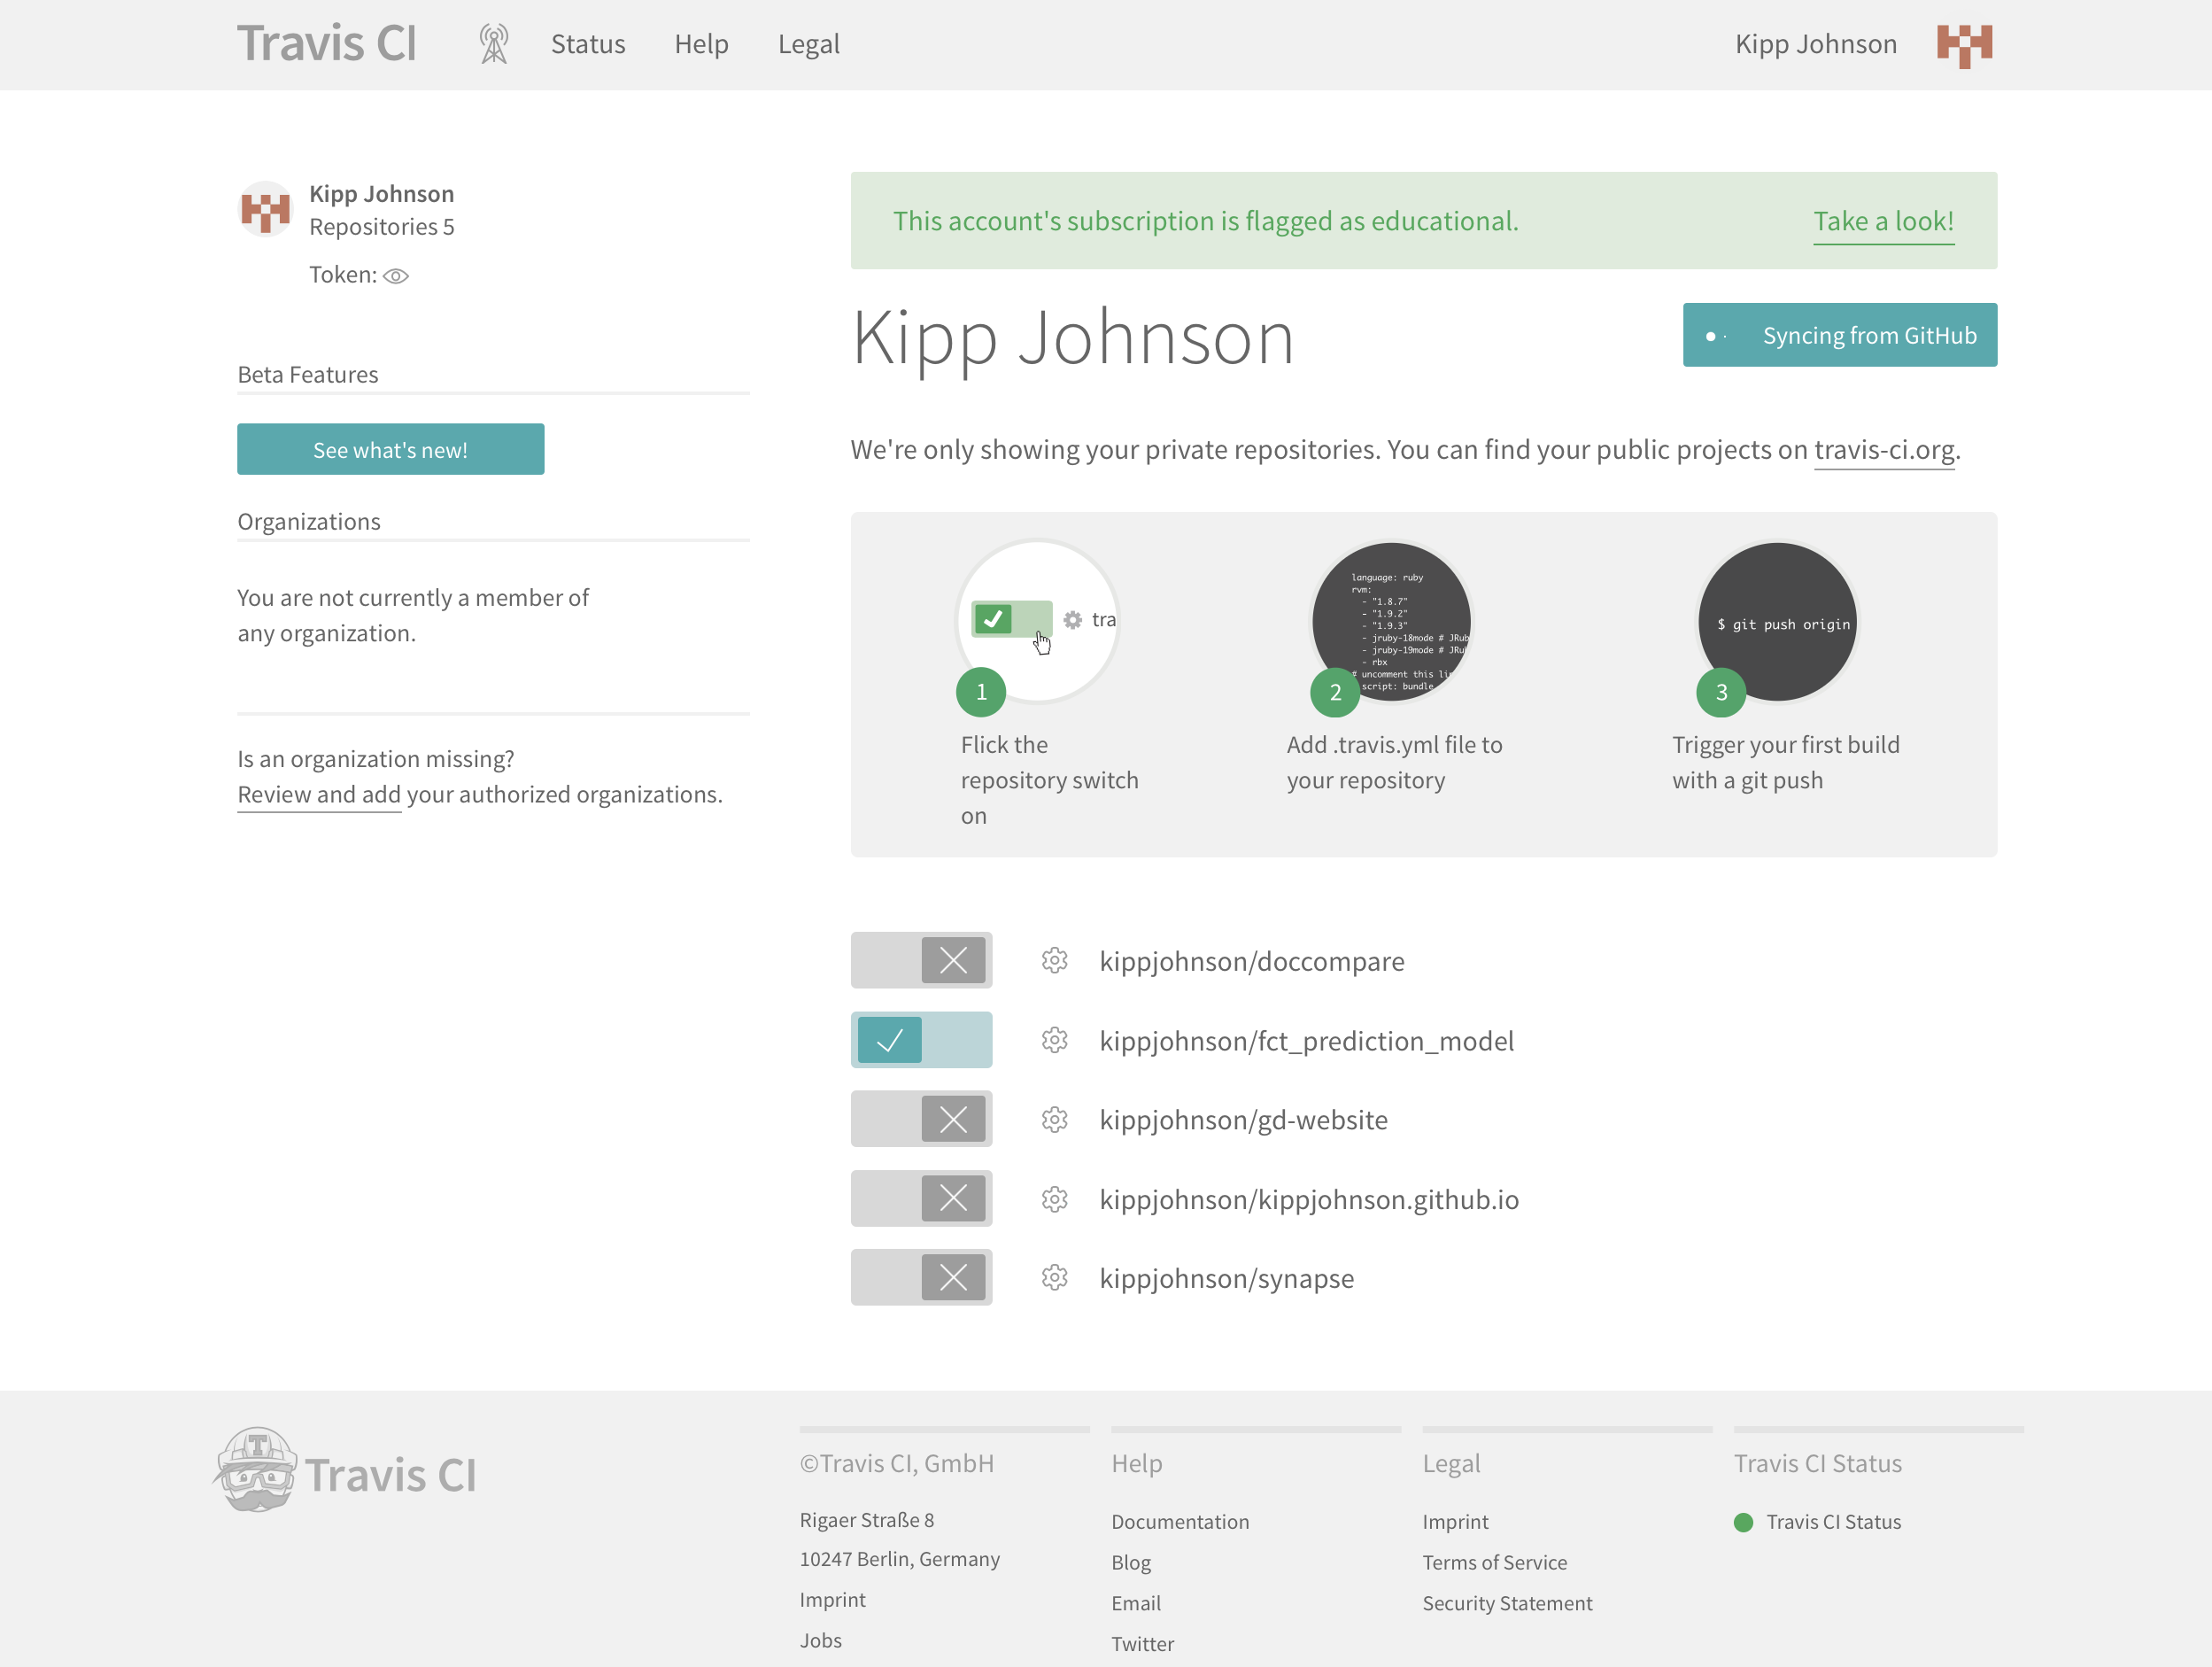 Travis CI
Status
Help
Legal
Kipp Johnson
Kipp Johnson
Repositories 5
Token:
Beta Features
See what's new!
Organizations
You are not currently a member of
any organization.
Is an organization missing?
Review and add your authorized organizations.
This account's subscription is flagged as educational.
Take a look!
Kipp Johnson
Syncing from GitHub
We're only showing your private repositories. You can find your public projects on travis-ci.org.
tra
1
Flick the
repository switch
on
language: ruby
rvm:
- "1.8.7"
- "1.9.2"
- "1.9.3"
- jruby-18mode # JRub
- jruby-19mode # JRu
- rbx
# uncomment this li
script: bundle
2
Add .travis.yml file to
your repository
$ git push origin
3
Trigger your first build
with a git push
kippjohnson/doccompare
kippjohnson/fct_prediction_model
kippjohnson/gd-website
kippjohnson/kippjohnson.github.io
kippjohnson/synapse
T
Travis CI
©Travis CI, GmbH
Rigaer Straße 8
10247 Berlin, Germany
Imprint
Jobs
Help
Documentation
Blog
Email
Twitter
Legal
Imprint
Terms of Service
Security Statement
Travis CI Status
Travis CI Status